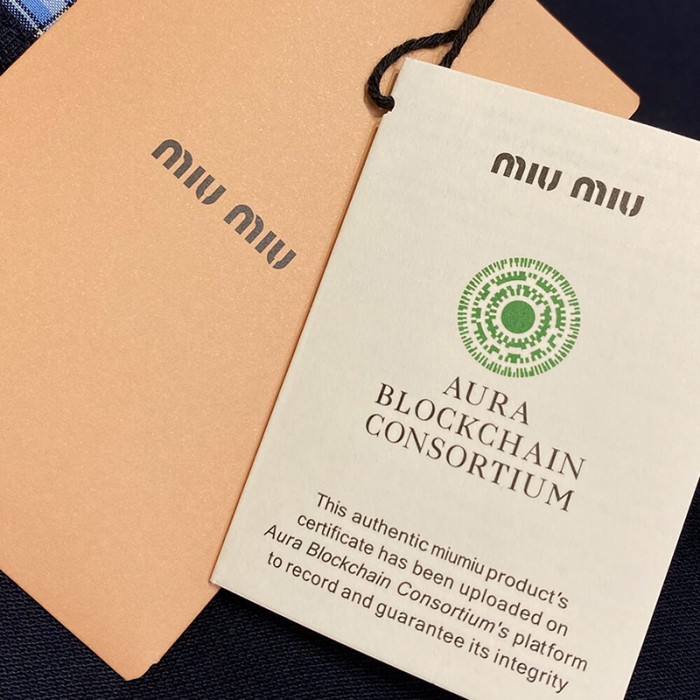 miu miu
miu miu
AURA
BLOCKCHAIN
CONSORTIUM
This authentic miumiu product's
certificate has been uploaded on
Aura Blockchain Consortium's platform
to record and guarantee its integrity